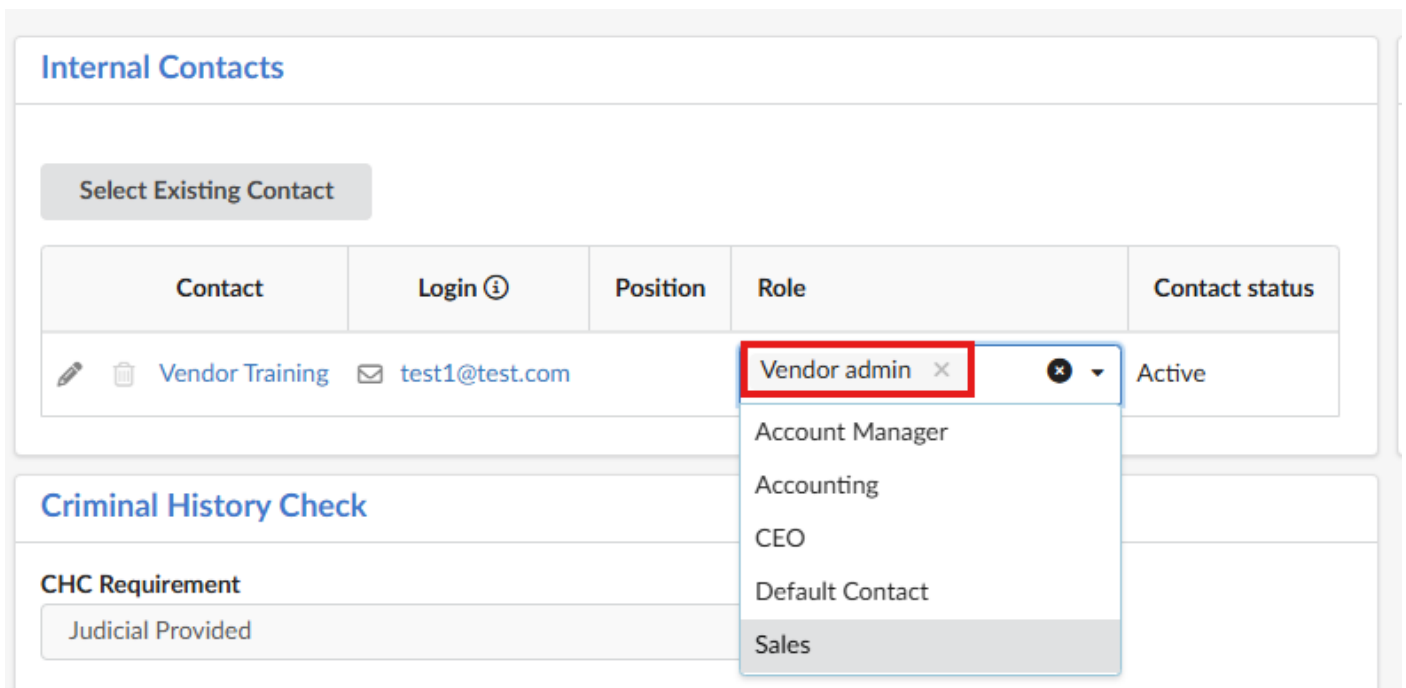 Internal Contacts
Select Existing Contact
Contact Login Position Role Contact status
Vendor Training test1@test.com Vendor admin Active
Account Manager
Accounting
CEO
Default Contact
Sales
Criminal History Check
CHC Requirement
Judicial Provided